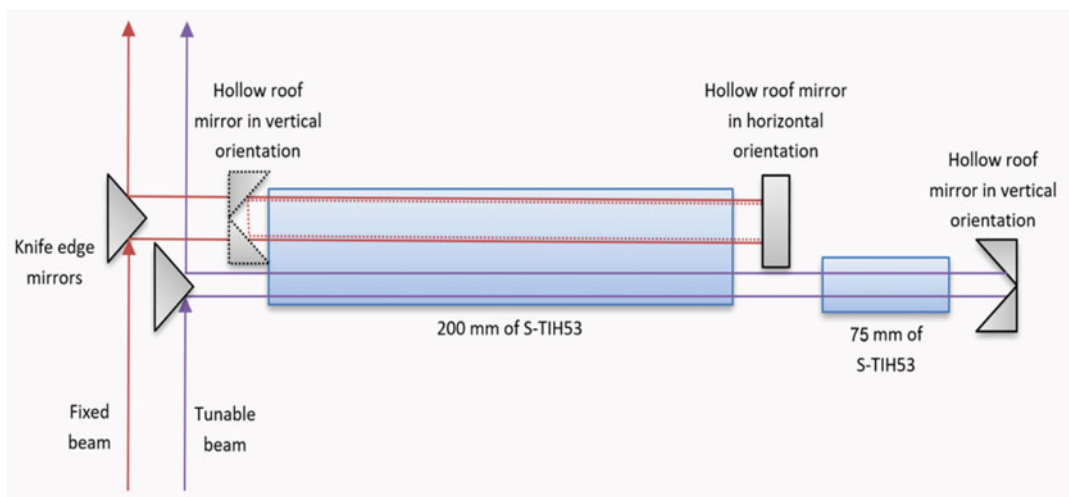 Hollow roof
mirror in vertical
orientation
Hollow roof mirror
in horizontal
orientation
Hollow roof
mirror in vertical
orientation
Knife edge
mirrors
200 mm of S-TIH53
75 mm of
S-TIH53
Fixed
beam
Tunable
beam